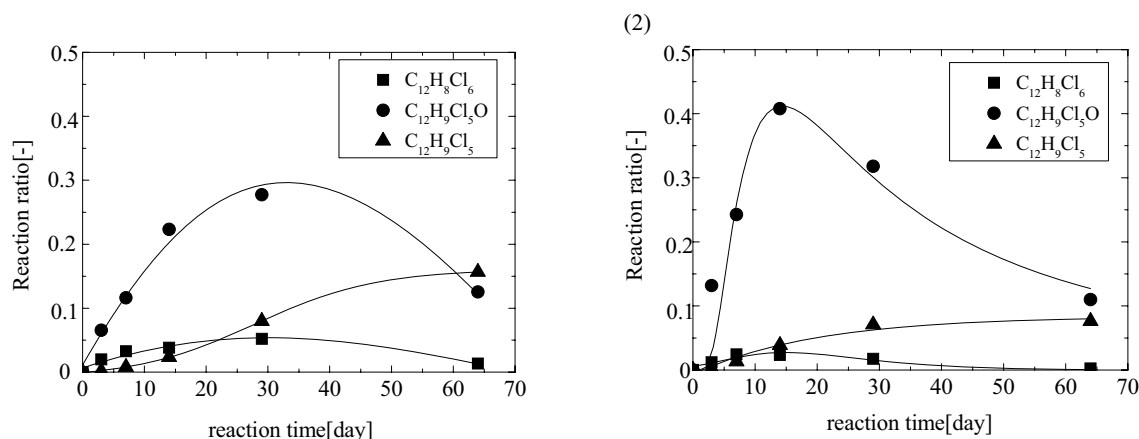 0.5
0.4
0.3
0.2
0.1
0
Reaction ratio[-]
0 10 20 30 40 50 60 70
reaction time[day]
C₁₂H₈Cl₆
C₁₂H₉Cl₅O
C₁₂H₉Cl₅
(2)
0.5
0.4
0.3
0.2
0.1
0
Reaction ratio[-]
0 10 20 30 40 50 60 70
reaction time[day]
C₁₂H₈Cl₆
C₁₂H₉Cl₅O
C₁₂H₉Cl₅